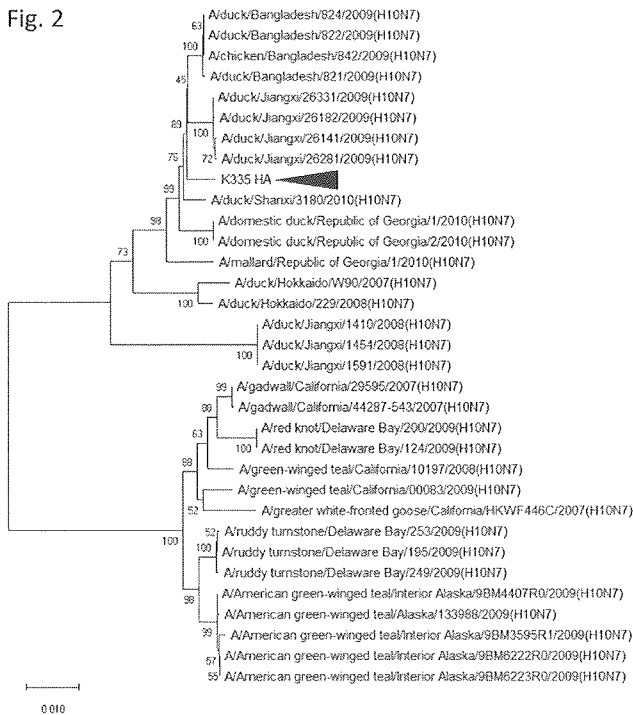 Fig. 2
A/duck/Bangladesh/824/2009(H10N7)
63
A/duck/Bangladesh/822/2009(H10N7)
100
A/chicken/Bangladesh/842/2009(H10N7)
45
A/duck/Bangladesh/821/2009(H10N7)
A/duck/Jiangxi/26331/2009(H10N7)
A/duck/Jiangxi/26182/2009(H10N7)
89
100
A/duck/Jiangxi/26141/2009(H10N7)
72
A/duck/Jiangxi/26281/2009(H10N7)
76
K335 HA
99
A/duck/Shanxi/3180/2010(H10N7)
98
A/domestic duck/Republic of Georgia/1/2010(H10N7)
100
A/domestic duck/Republic of Georgia/2/2010(H10N7)
73
A/mallard/Republic of Georgia/1/2010(H10N7)
A/duck/Hokkaido/W90/2007(H10N7)
100
A/duck/Hokkaido/229/2008(H10N7)
A/duck/Jiangxi/1410/2008(H10N7)
A/duck/Jiangxi/1454/2008(H10N7)
100
A/duck/Jiangxi/1591/2008(H10N7)
99
A/gadwall/California/29595/2007(H10N7)
A/gadwall/California/44287-543/2007(H10N7)
A/red knot/Delaware Bay/200/2009(H10N7)
63
100
A/red knot/Delaware Bay/124/2009(H10N7)
A/green-winged teal/California/10197/2008(H10N7)
A/green-winged teal/California/00083/2009(H10N7)
52
A/greater white-fronted goose/California/HKWF446C/2007(H10N7)
52
A/ruddy turnstone/Delaware Bay/253/2009(H10N7)
100
100
A/ruddy turnstone/Delaware Bay/195/2009(H10N7)
A/ruddy turnstone/Delaware Bay/249/2009(H10N7)
98
A/American green-winged teal/Interior Alaska/9BM4407R0/2009(H10N7)
A/American green-winged teal/Alaska/133988/2009(H10N7)
99
A/American green-winged teal/Interior Alaska/9BM3595R1/2009(H10N7)
67
A/American green-winged teal/Interior Alaska/9BM6222R0/2009(H10N7)
55
A/American green-winged teal/Interior Alaska/9BM6223R0/2009(H10N7)
0.010